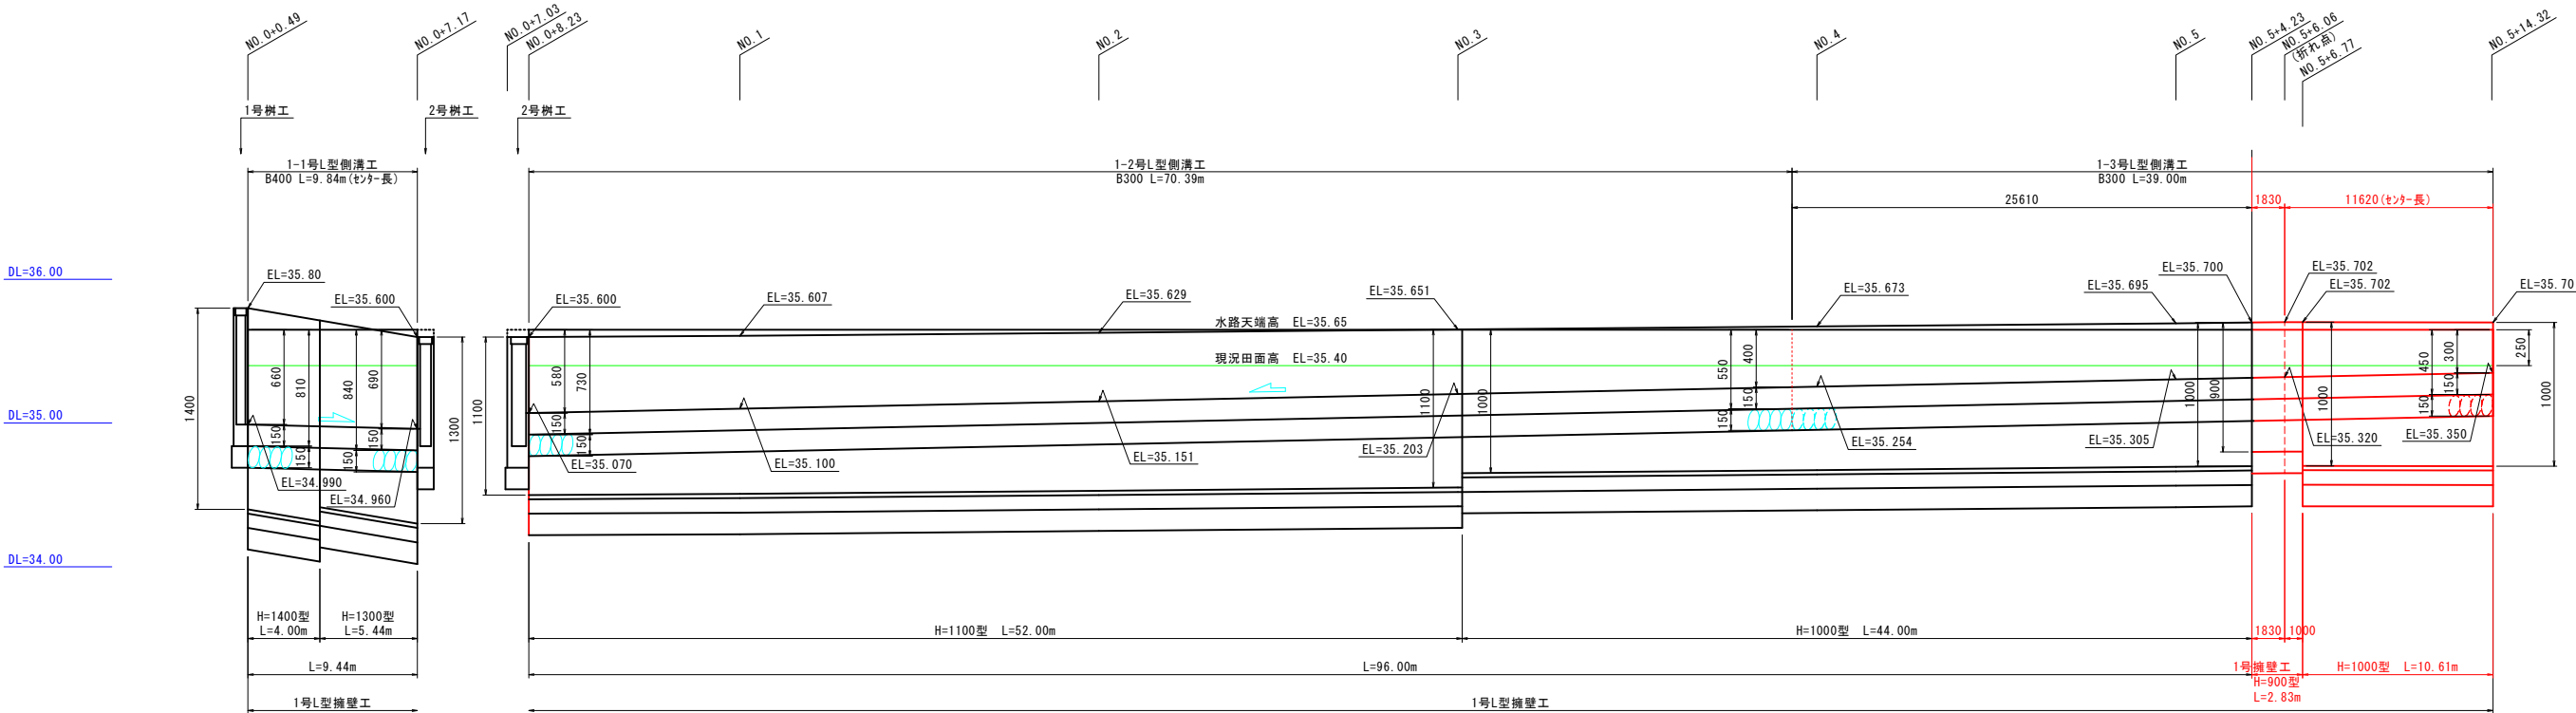 NO.0+0.49
NO.0+7.17
NO.0+7.03
NO.0+8.23
NO.1
NO.2
NO.3
NO.4
NO.5
NO.5+4.23
NO.5+6.06
(折れ点)
NO.5+6.77
NO.5+14.32
1号桝工
2号桝工
2号桝工
1-1号L型側溝工
B400 L=9.84m(ｾﾝﾀｰ長)
1-2号L型側溝工
B300 L=70.39m
1-3号L型側溝工
B300 L=39.00m
25610
1830
11620(ｾﾝﾀｰ長)
DL=36.00
DL=35.00
DL=34.00
EL=35.80
EL=35.600
EL=35.600
EL=35.607
EL=35.629
EL=35.651
EL=35.673
EL=35.695
EL=35.700
EL=35.702
EL=35.702
EL=35.70
水路天端高 EL=35.65
現況田面高 EL=35.40
1400
660
810
840
690
150
150
150
150
1300
1100
580
730
150
150
1100
1000
550
400
150
150
1000
900
1000
450
300
150
150
250
1000
EL=34.990
EL=34.960
EL=35.070
EL=35.100
EL=35.151
EL=35.203
EL=35.254
EL=35.305
EL=35.320
EL=35.350
H=1400型
L=4.00m
H=1300型
L=5.44m
H=1100型 L=52.00m
H=1000型 L=44.00m
1830
1000
L=9.44m
L=96.00m
1号擁壁工
H=900型
L=2.83m
H=1000型 L=10.61m
1号L型擁壁工
1号L型擁壁工